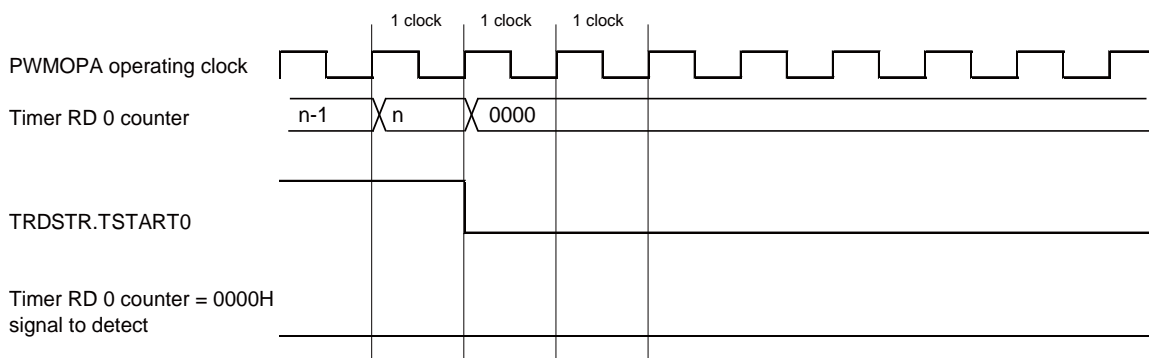 1 clock 1 clock 1 clock
PWMOPA operating clock
Timer RD 0 counter n-1 n 0000
TRDSTR.TSTART0
Timer RD 0 counter = 0000H
signal to detect